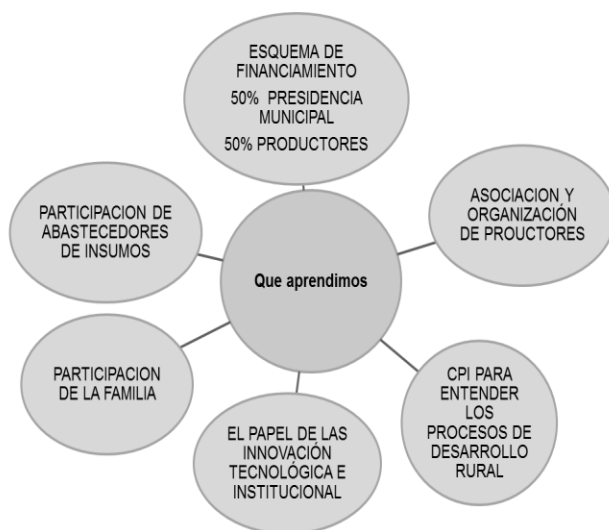 ESQUEMA DE
FINANCIAMIENTO
50% PRESIDENCIA
MUNICIPAL
50% PRODUCTORES
ASOCIACION Y
ORGANIZACIÓN
DE PROUCTORES
CPI PARA
ENTENDER
LOS
PROCESOS DE
DESARROLLO
RURAL
EL PAPEL DE LAS
INNOVACIÓN
TECNOLÓGICA E
INSTITUCIONAL
PARTICIPACION
DE LA FAMILIA
PARTICIPACION DE
ABASTECEDORES
DE INSUMOS
Que aprendimos